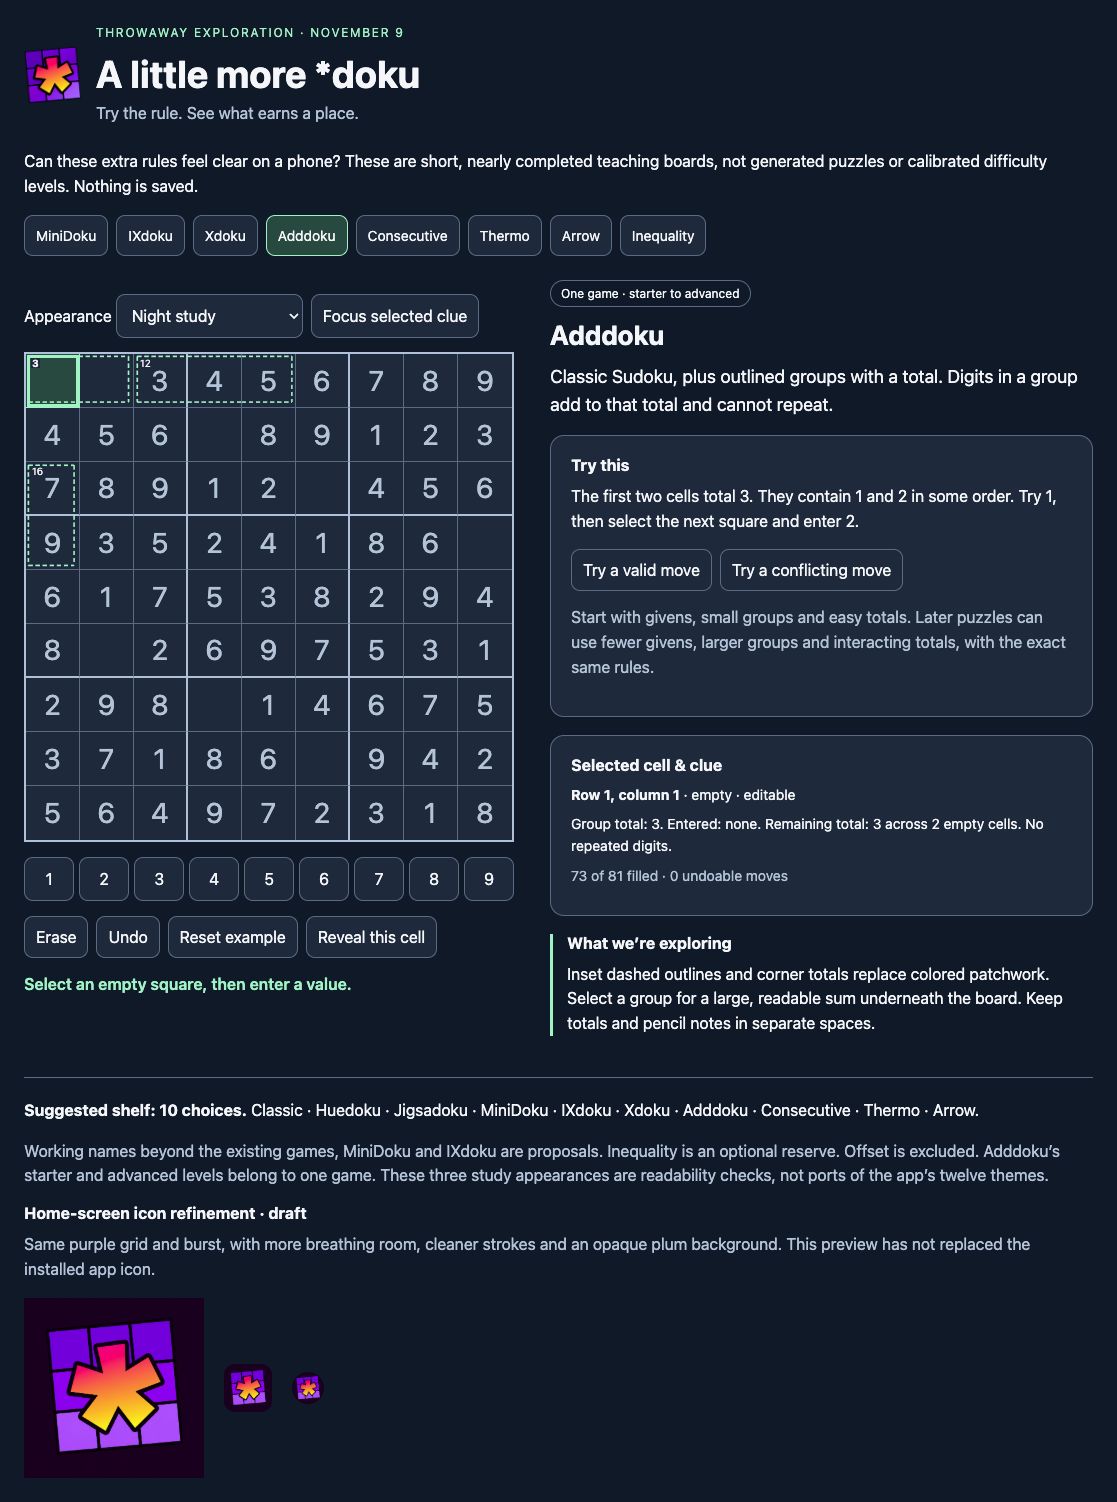 THROWAWAY EXPLORATION · NOVEMBER 9
A little more *doku
Try the rule. See what earns a place.
Can these extra rules feel clear on a phone? These are short, nearly completed teaching boards, not generated puzzles or calibrated difficulty
levels. Nothing is saved.
MiniDoku IXdoku Xdoku Adddoku Consecutive Thermo Arrow Inequality
Appearance Night study Focus selected clue
3 12 3 4 5 6 7 8 9
4 5 6 8 9 1 2 3
16 7 8 9 1 2 4 5 6
9 3 5 2 4 1 8 6
6 1 7 5 3 8 2 9 4
8 2 6 9 7 5 3 1
2 9 8 1 4 6 7 5
3 7 1 8 6 9 4 2
5 6 4 9 7 2 3 1 8
1 2 3 4 5 6 7 8 9
Erase Undo Reset example Reveal this cell
Select an empty square, then enter a value.
One game · starter to advanced
Adddoku
Classic Sudoku, plus outlined groups with a total. Digits in a group
add to that total and cannot repeat.
Try this
The first two cells total 3. They contain 1 and 2 in some order. Try 1,
then select the next square and enter 2.
Try a valid move Try a conflicting move
Start with givens, small groups and easy totals. Later puzzles can
use fewer givens, larger groups and interacting totals, with the exact
same rules.
Selected cell & clue
Row 1, column 1 · empty · editable
Group total: 3. Entered: none. Remaining total: 3 across 2 empty cells. No
repeated digits.
73 of 81 filled · 0 undoable moves
What we’re exploring
Inset dashed outlines and corner totals replace colored patchwork.
Select a group for a large, readable sum underneath the board. Keep
totals and pencil notes in separate spaces.
Suggested shelf: 10 choices. Classic · Huedoku · Jigsadoku · MiniDoku · IXdoku · Xdoku · Adddoku · Consecutive · Thermo · Arrow.
Working names beyond the existing games, MiniDoku and IXdoku are proposals. Inequality is an optional reserve. Offset is excluded. Adddoku’s
starter and advanced levels belong to one game. These three study appearances are readability checks, not ports of the app’s twelve themes.
Home-screen icon refinement · draft
Same purple grid and burst, with more breathing room, cleaner strokes and an opaque plum background. This preview has not replaced the
installed app icon.